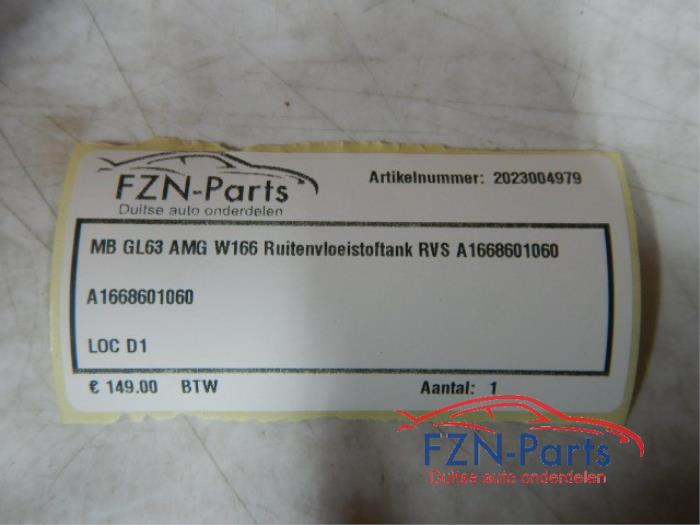 FZN-Parts
Duitse auto onderdelen
Artikelnummer: 2023004979
MB GL63 AMG W166 Ruitenvloeistoftank RVS A1668601060
A1668601060
LOC D1
€ 149.00 BTW Aantal: 1
FZN-Parts
Duitse auto onderdelen